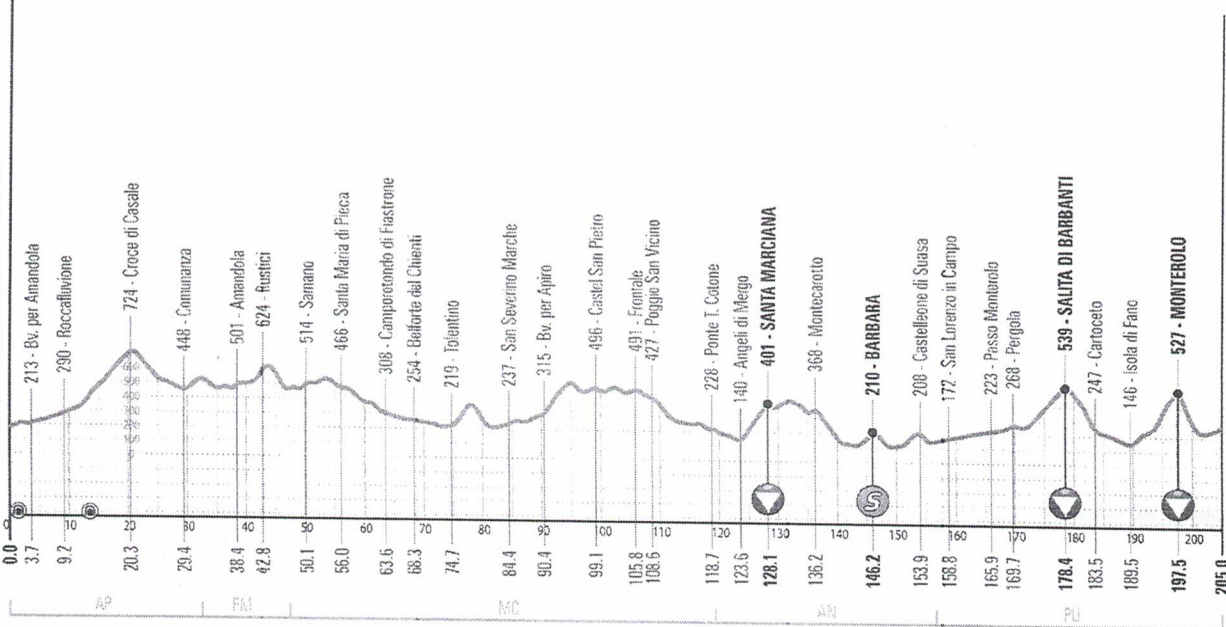 213 - Bv. per Amandola
290 - Roccafluvione
724 - Croce di Casale
448 - Comunanza
501 - Amandola
624 - Rustici
514 - Sarnano
466 - Santa Maria di Pieca
308 - Camporotondo di Fiastrone
254 - Belforte del Chienti
219 - Tolentino
237 - San Severino Marche
315 - Bv. per Apiro
496 - Castel San Pietro
491 - Frontale
427 - Poggio San Vicino
228 - Ponte T. Cotone
140 - Angeli di Mergo
401 - SANTA MARCIANA
368 - Montecarotto
210 - BARBARA
208 - Castelleone di Suasa
172 - San Lorenzo in Campo
223 - Passo Monterolo
268 - Pergola
539 - SALITA DI BARBANTI
247 - Cartoceto
146 - Isola di Fano
527 - MONTEROLO
S
0 10 20 30 40 50 60 70 80 90 100 110 120 130 140 150 160 170 180 190 200
0.0 3.7 9.2 20.3 29.4 38.4 42.8 50.1 56.0 63.6 68.3 74.7 84.4 90.4 99.1 105.8 108.6 118.7 123.6 128.1 136.2 146.2 153.9 158.8 165.9 169.7 178.4 183.5 189.5 197.5 205.0
AP FM MC AN PU